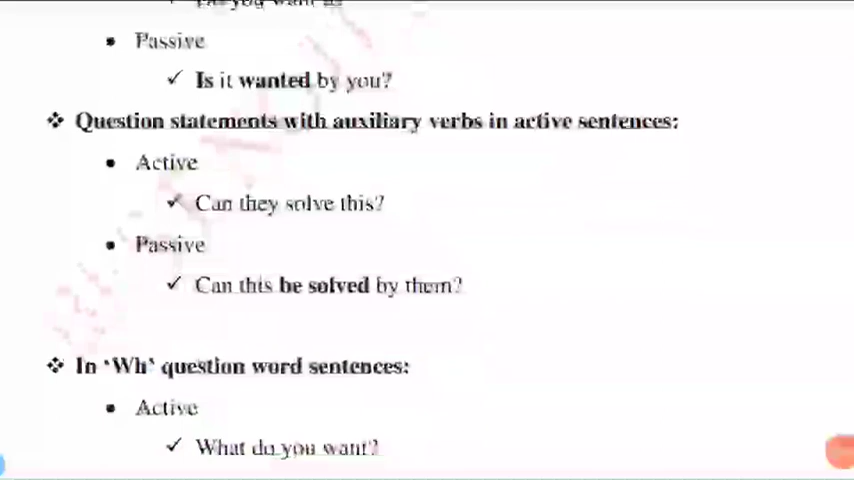 • Passive
✓ Is it wanted by you?
❖ Question statements with auxiliary verbs in active sentences:
• Active
✓ Can they solve this?
• Passive
✓ Can this be solved by them?
❖ In ‘Wh’ question word sentences:
• Active
✓ What do you want?